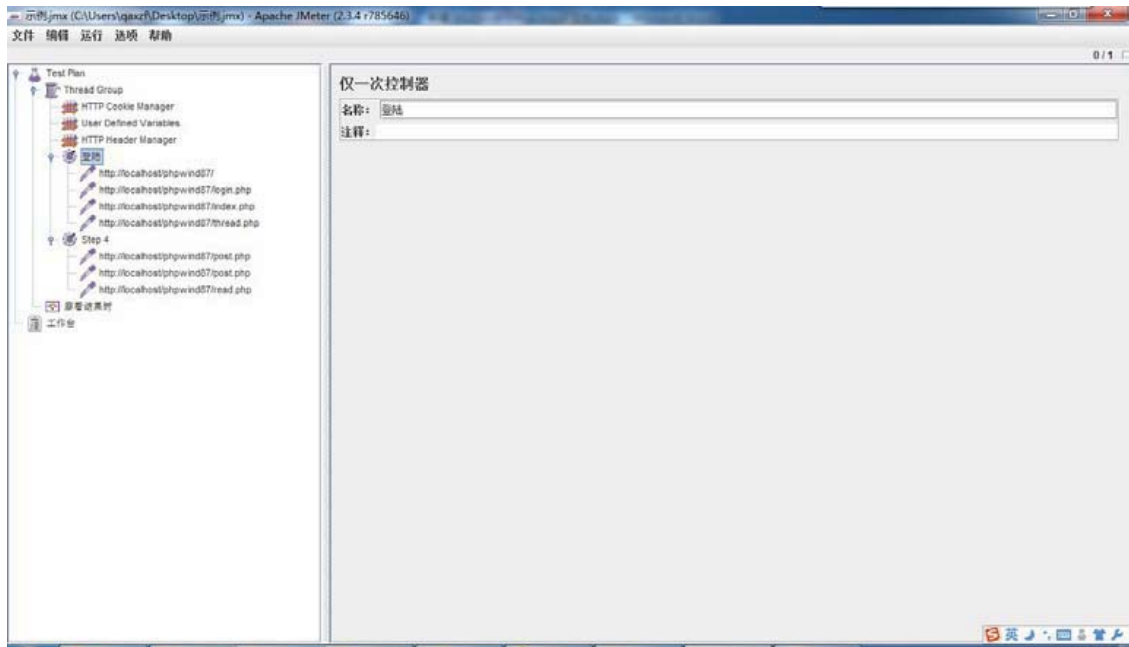 示例.jmx (C:\Users\qaxzf\Desktop\示例.jmx) - Apache JMeter (2.3.4 r785646)
文件 编辑 运行 选项 帮助
0/1
Test Plan
Thread Group
HTTP Cookie Manager
User Defined Variables
HTTP Header Manager
登陆
http://localhost/phpwind87/
http://localhost/phpwind87/login.php
http://localhost/phpwind87/index.php
http://localhost/phpwind87/thread.php
Step 4
http://localhost/phpwind87/post.php
http://localhost/phpwind87/post.php
http://localhost/phpwind87/read.php
察看结果树
工作台
仅一次控制器
名称： 登陆
注释：
英